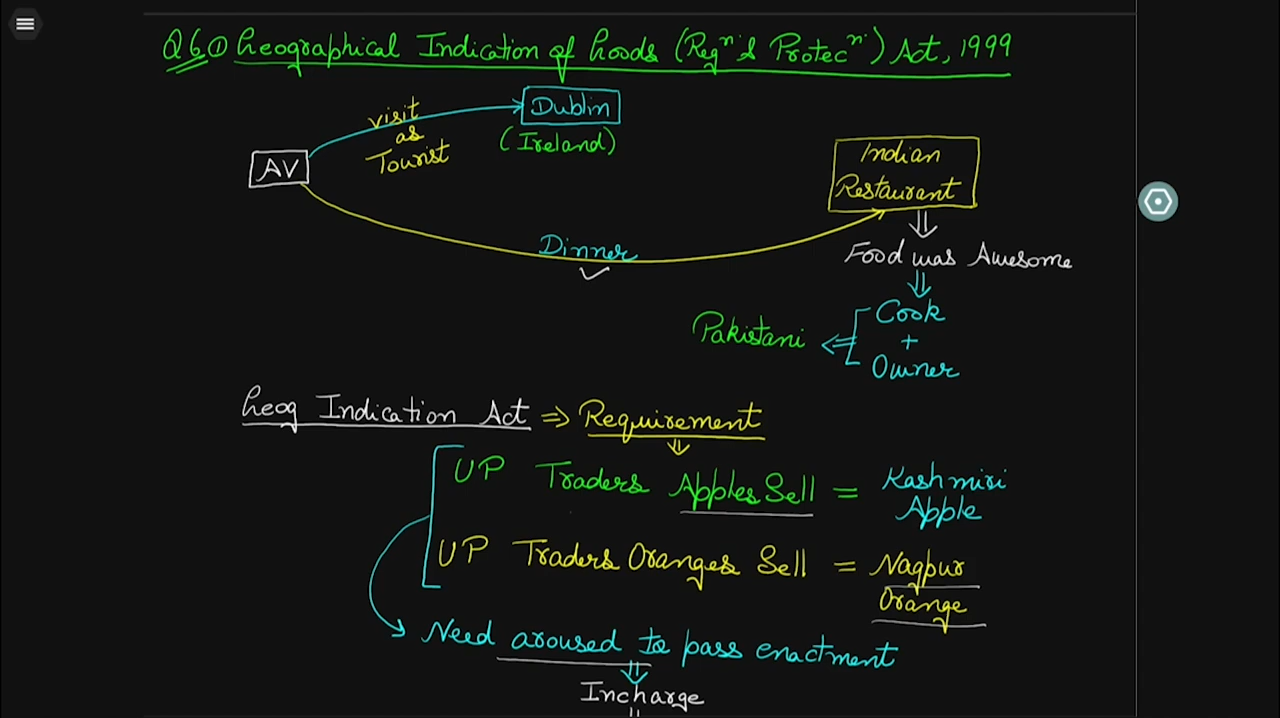 Q6.① Geographical Indication of Goods (Regⁿ & Protecⁿ) Act, 1999
visit
as
Tourist
Dublin
(Ireland)
AV
Indian
Restaurant
Dinner
Food was Awesome
Cook
+
Owner
Pakistani
Geog Indication Act ⇒ Requirement
UP Traders Apples Sell = Kashmiri
Apple
UP Traders Oranges Sell = Nagpur
Orange
Need aroused to pass enactment
Incharge